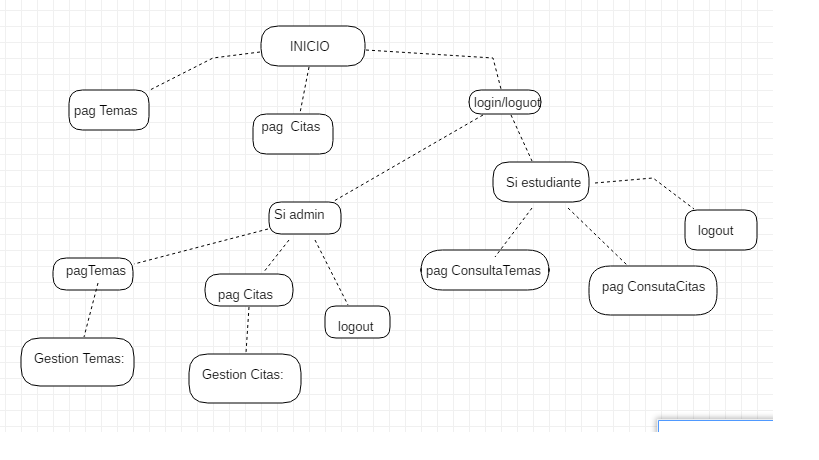 INICIO
pag Temas
pag Citas
login/loguot
Si admin
Si estudiante
logout
pagTemas
pag Citas
logout
pag ConsultaTemas
pag ConsutaCitas
Gestion Temas:
Gestion Citas: